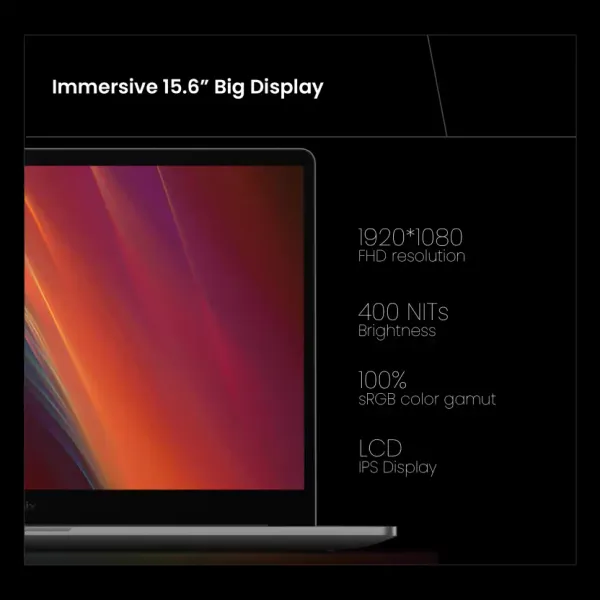 Immersive 15.6” Big Display
1920*1080
FHD resolution
400 NITs
Brightness
100%
sRGB color gamut
LCD
IPS Display